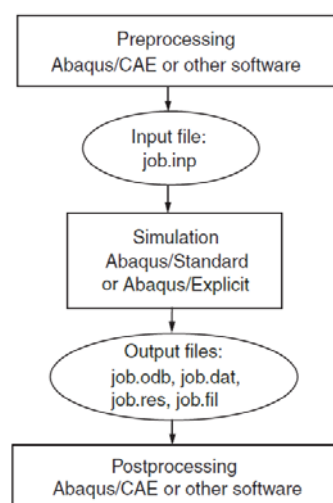 Preprocessing
Abaqus/CAE or other software
Input file:
job.inp
Simulation
Abaqus/Standard
or Abaqus/Explicit
Output files:
job.odb, job.dat,
job.res, job.fil
Postprocessing
Abaqus/CAE or other software